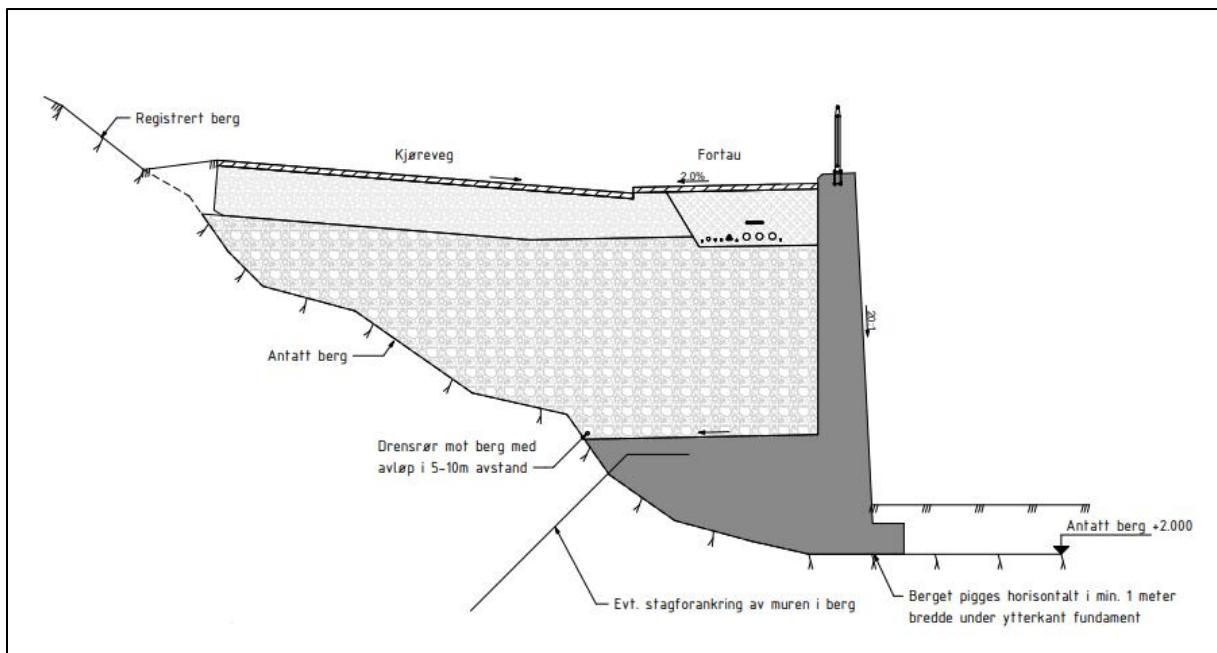 Registrert berg
Kjøreveg
Fortau
2.0%
20:1
Antatt berg
Drensrør mot berg med
avløp i 5-10m avstand
Antatt berg +2.000
Evt. stagforankring av muren i berg
Berget pigges horisontalt i min. 1 meter
bredde under ytterkant fundament